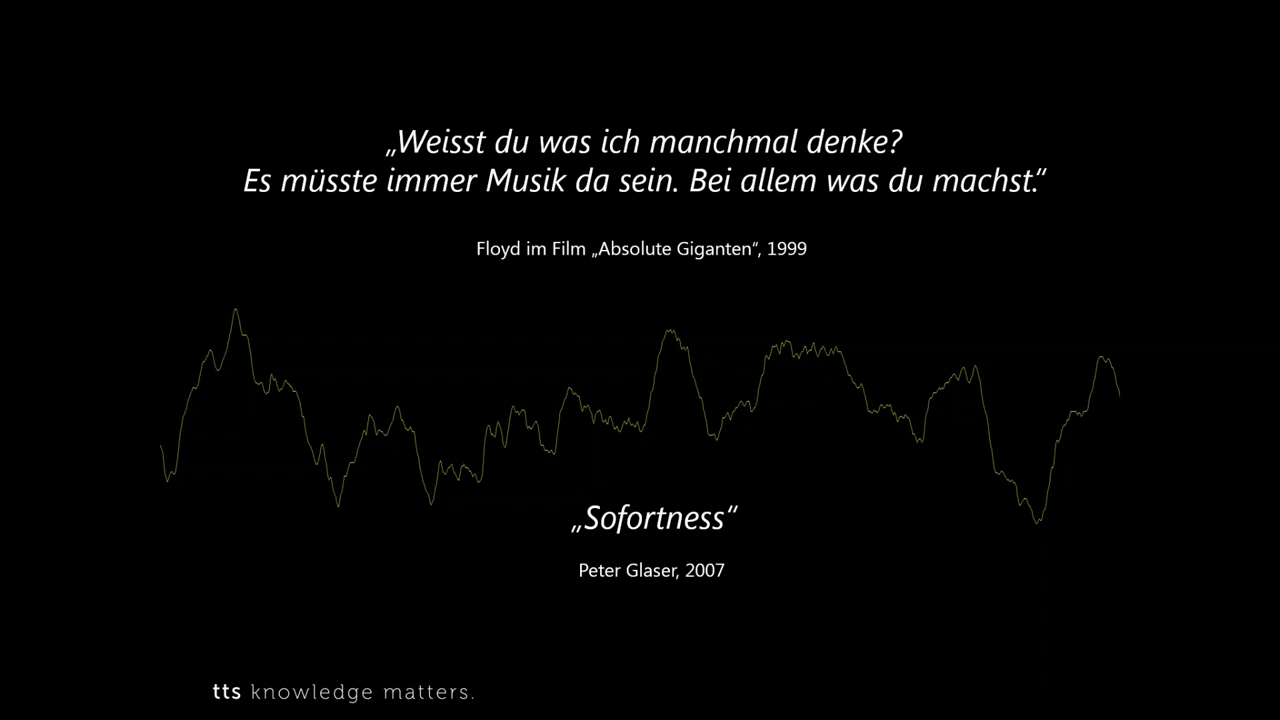 „Weisst du was ich manchmal denke?
Es müsste immer Musik da sein. Bei allem was du machst.“
Floyd im Film „Absolute Giganten“, 1999
„Sofortness“
Peter Glaser, 2007
tts knowledge matters.